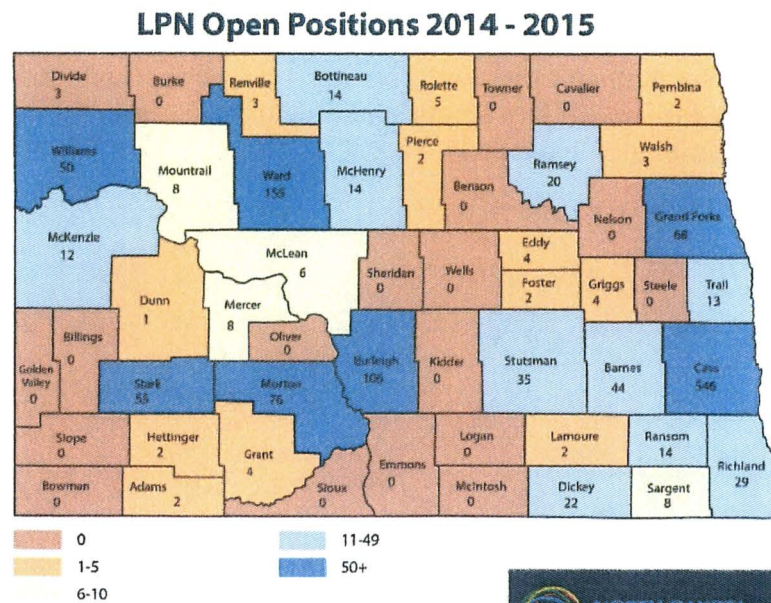 LPN Open Positions 2014 - 2015
Divide
3
Burke
0
Renville
3
Bottineau
14
Rolette
5
Towner
0
Cavalier
0
Pembina
2
Williams
50
Mountrail
8
Ward
155
McHenry
14
Pierce
2
Benson
0
Ramsey
20
Walsh
3
Nelson
0
Grand Forks
68
McKenzie
12
McLean
6
Sheridan
0
Wells
0
Eddy
4
Foster
2
Griggs
4
Steele
0
Trail
13
Dunn
1
Mercer
8
Oliver
0
Golden
Valley
0
Billings
0
Stark
55
Morton
76
Burleigh
106
Kidder
0
Stutsman
35
Barnes
44
Cass
546
Slope
0
Hettinger
2
Grant
4
Emmons
0
Logan
0
Lamoure
2
Ransom
14
Richland
29
Bowman
0
Adams
2
Sioux
0
McIntosh
0
Dickey
22
Sargent
8
0
1-5
6-10
11-49
50+